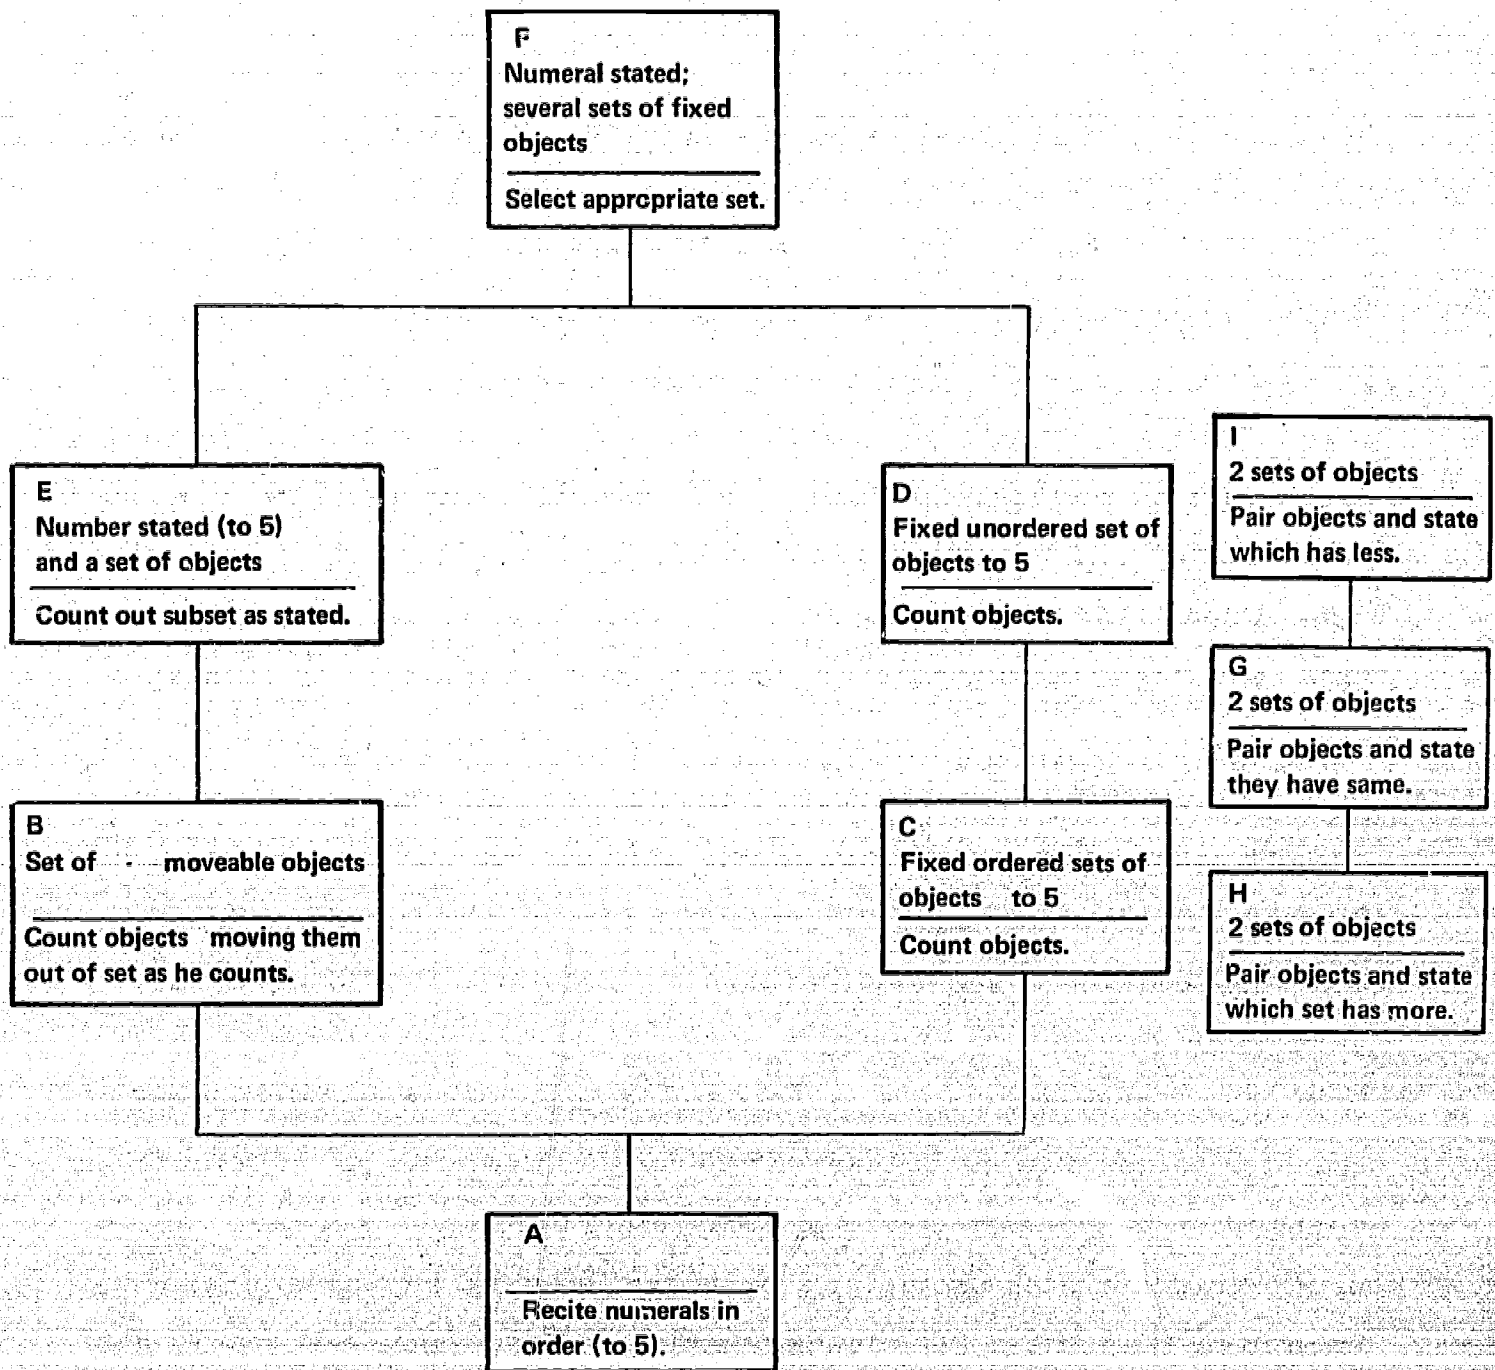 F
Numeral stated;
several sets of fixed
objects
Select appropriate set.
E
Number stated (to 5)
and a set of objects
Count out subset as stated.
D
Fixed unordered set of
objects to 5
Count objects.
I
2 sets of objects
Pair objects and state
which has less.
G
2 sets of objects
Pair objects and state
they have same.
B
Set of - moveable objects
Count objects moving them
out of set as he counts.
C
Fixed ordered sets of
objects to 5
Count objects.
H
2 sets of objects
Pair objects and state
which set has more.
A
Recite numerals in
order (to 5).